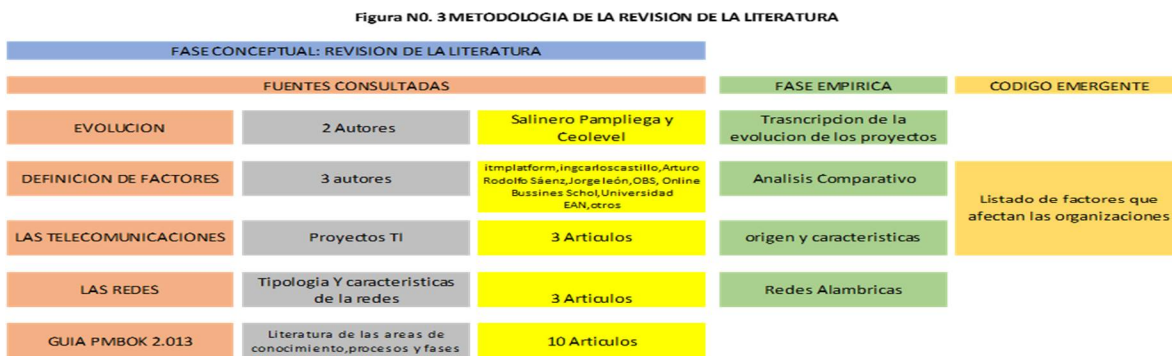 Figura N0. 3 METODOLOGIA DE LA REVISION DE LA LITERATURA
FASE CONCEPTUAL: REVISION DE LA LITERATURA
FUENTES CONSULTADAS
FASE EMPIRICA
CODIGO EMERGENTE
EVOLUCION
2 Autores
Salinero Pampliega y
Ceolevel
Trasncripcion de la
evolucion de los proyectos
DEFINICION DE FACTORES
3 autores
itmplatform,ingcarloscastillo,Arturo
Rodolfo Sáenz,Jorge león,OBS, Online
Bussines Schol,Universidad
EAN,otros
Analisis Comparativo
Listado de factores que
afectan las organizaciones
LAS TELECOMUNICACIONES
Proyectos TI
3 Articulos
origen y caracteristicas
LAS REDES
Tipologia Y caracteristicas
de la redes
3 Articulos
Redes Alambricas
GUIA PMBOK 2.013
Literatura de las areas de
conocimiento,procesos y fases
10 Articulos